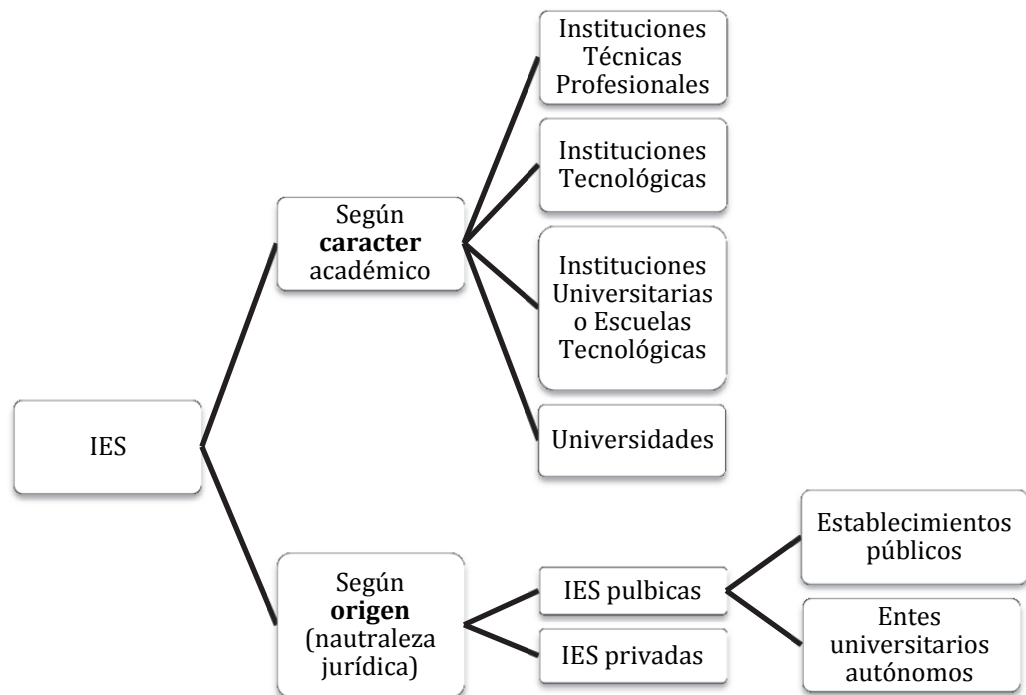 IES
Según
caracter
académico
Instituciones
Técnicas
Profesionales
Instituciones
Tecnológicas
Instituciones
Universitarias
o Escuelas
Tecnológicas
Universidades
Según
origen
(nautraleza
jurídica)
IES pulbicas
Establecimientos
públicos
Entes
universitarios
autónomos
IES privadas